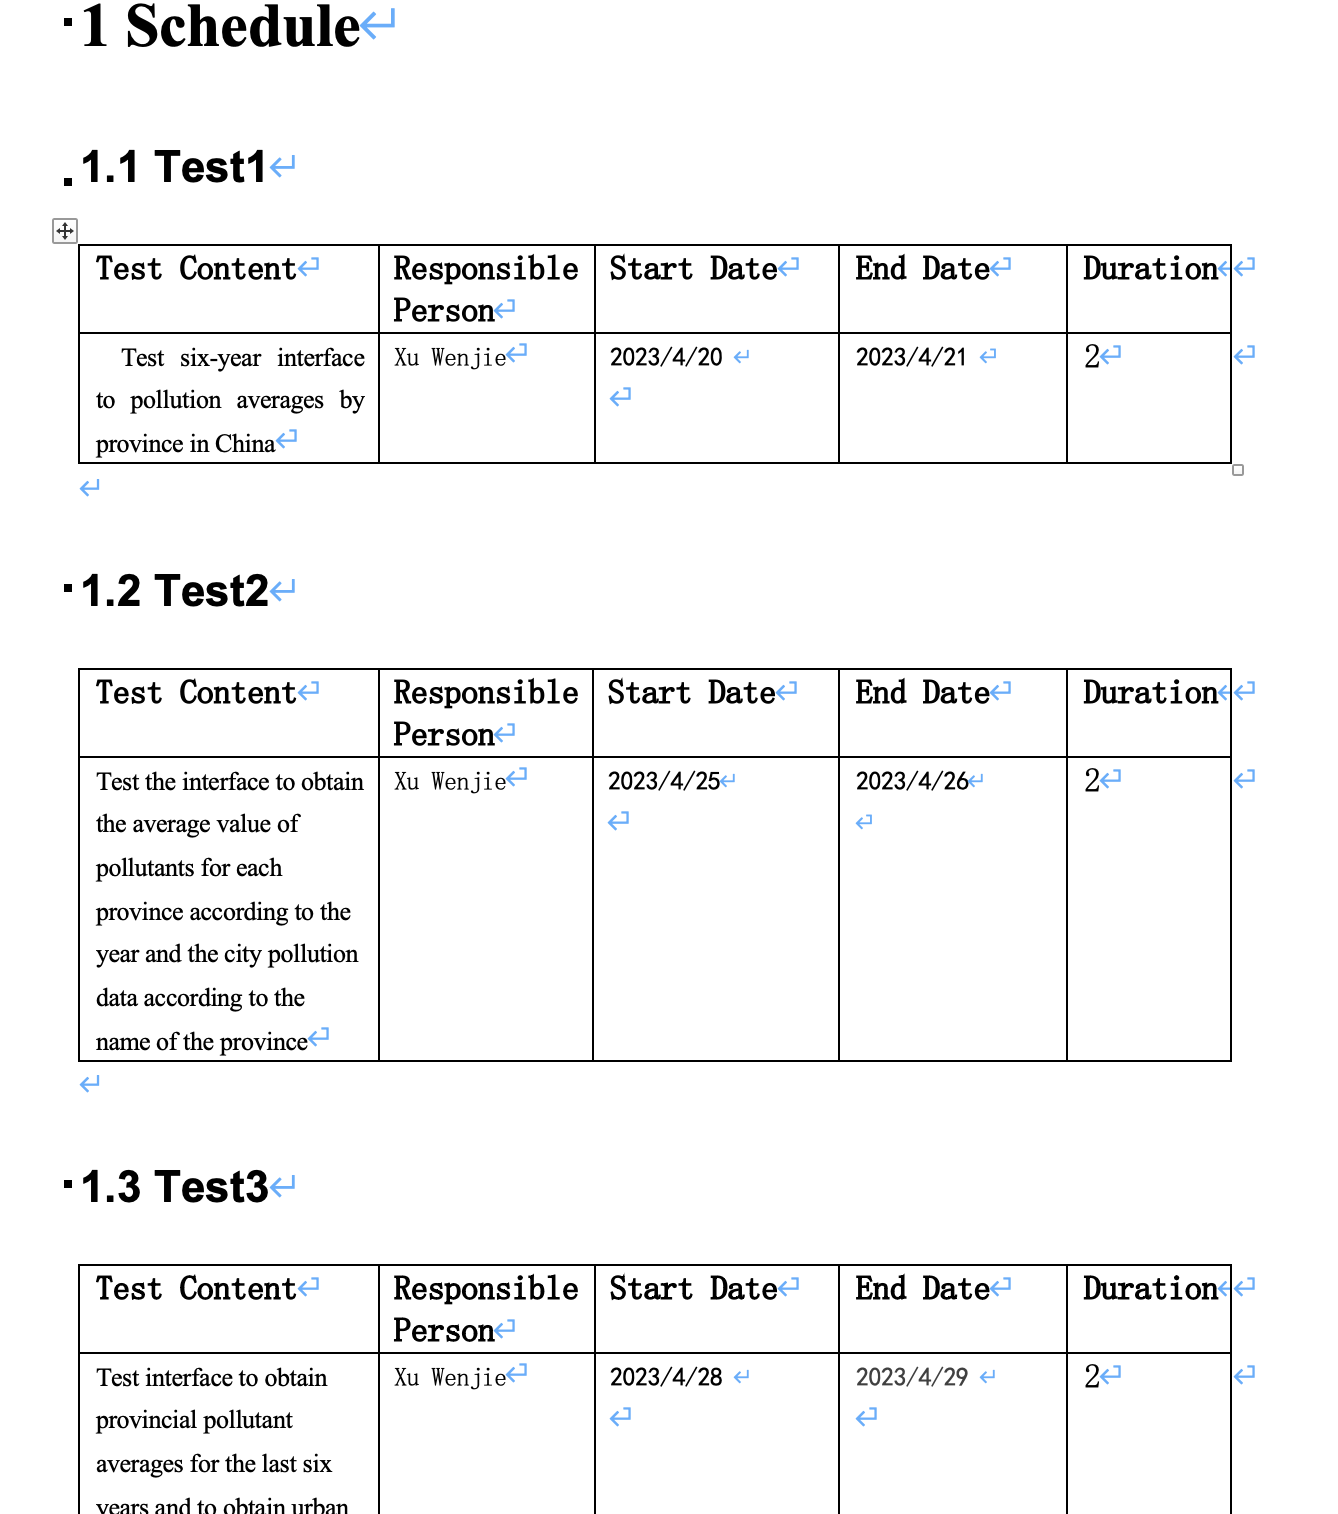 1 Schedule
1.1 Test1
Test Content Responsible Start Date End Date Duration
Person
Test six-year interface Xu Wenjie 2023/4/20 2023/4/21 2
to pollution averages by
province in China
1.2 Test2
Test Content Responsible Start Date End Date Duration
Person
Test the interface to obtain Xu Wenjie 2023/4/25 2023/4/26 2
the average value of
pollutants for each
province according to the
year and the city pollution
data according to the
name of the province
1.3 Test3
Test Content Responsible Start Date End Date Duration
Person
Test interface to obtain Xu Wenjie 2023/4/28 2023/4/29 2
provincial pollutant
averages for the last six
years and to obtain urban